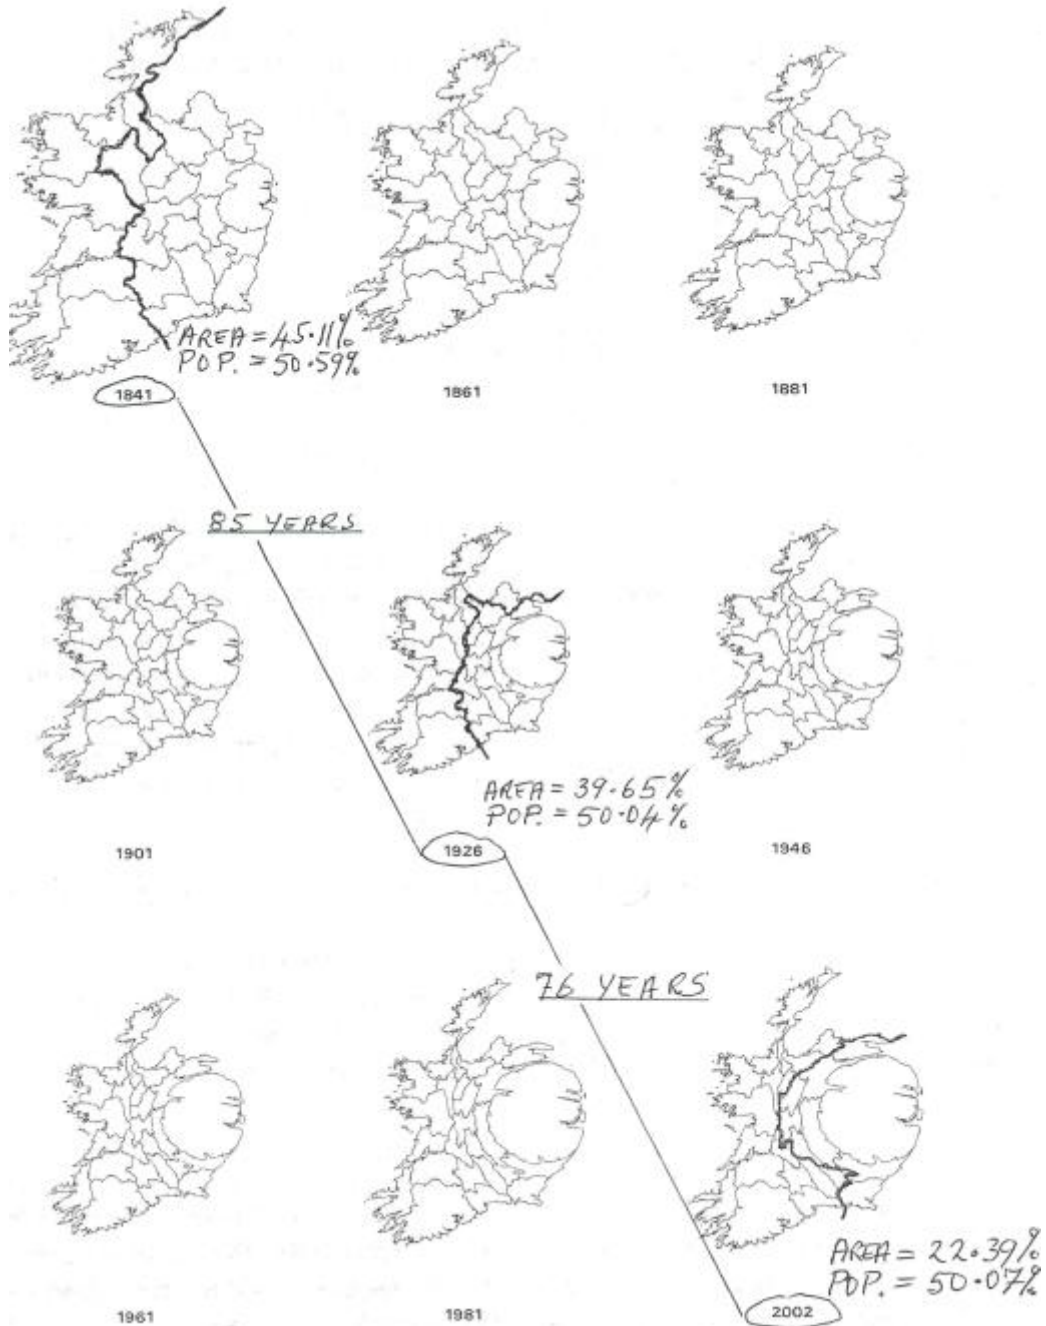 AREA = 45.11%
POP. = 50.59%
1841
1861
1881
85 YEARS
AREA = 39.65%
POP. = 50.04%
1901
1926
1946
76 YEARS
AREA = 22.39%
POP. = 50.07%
1961
1981
2002